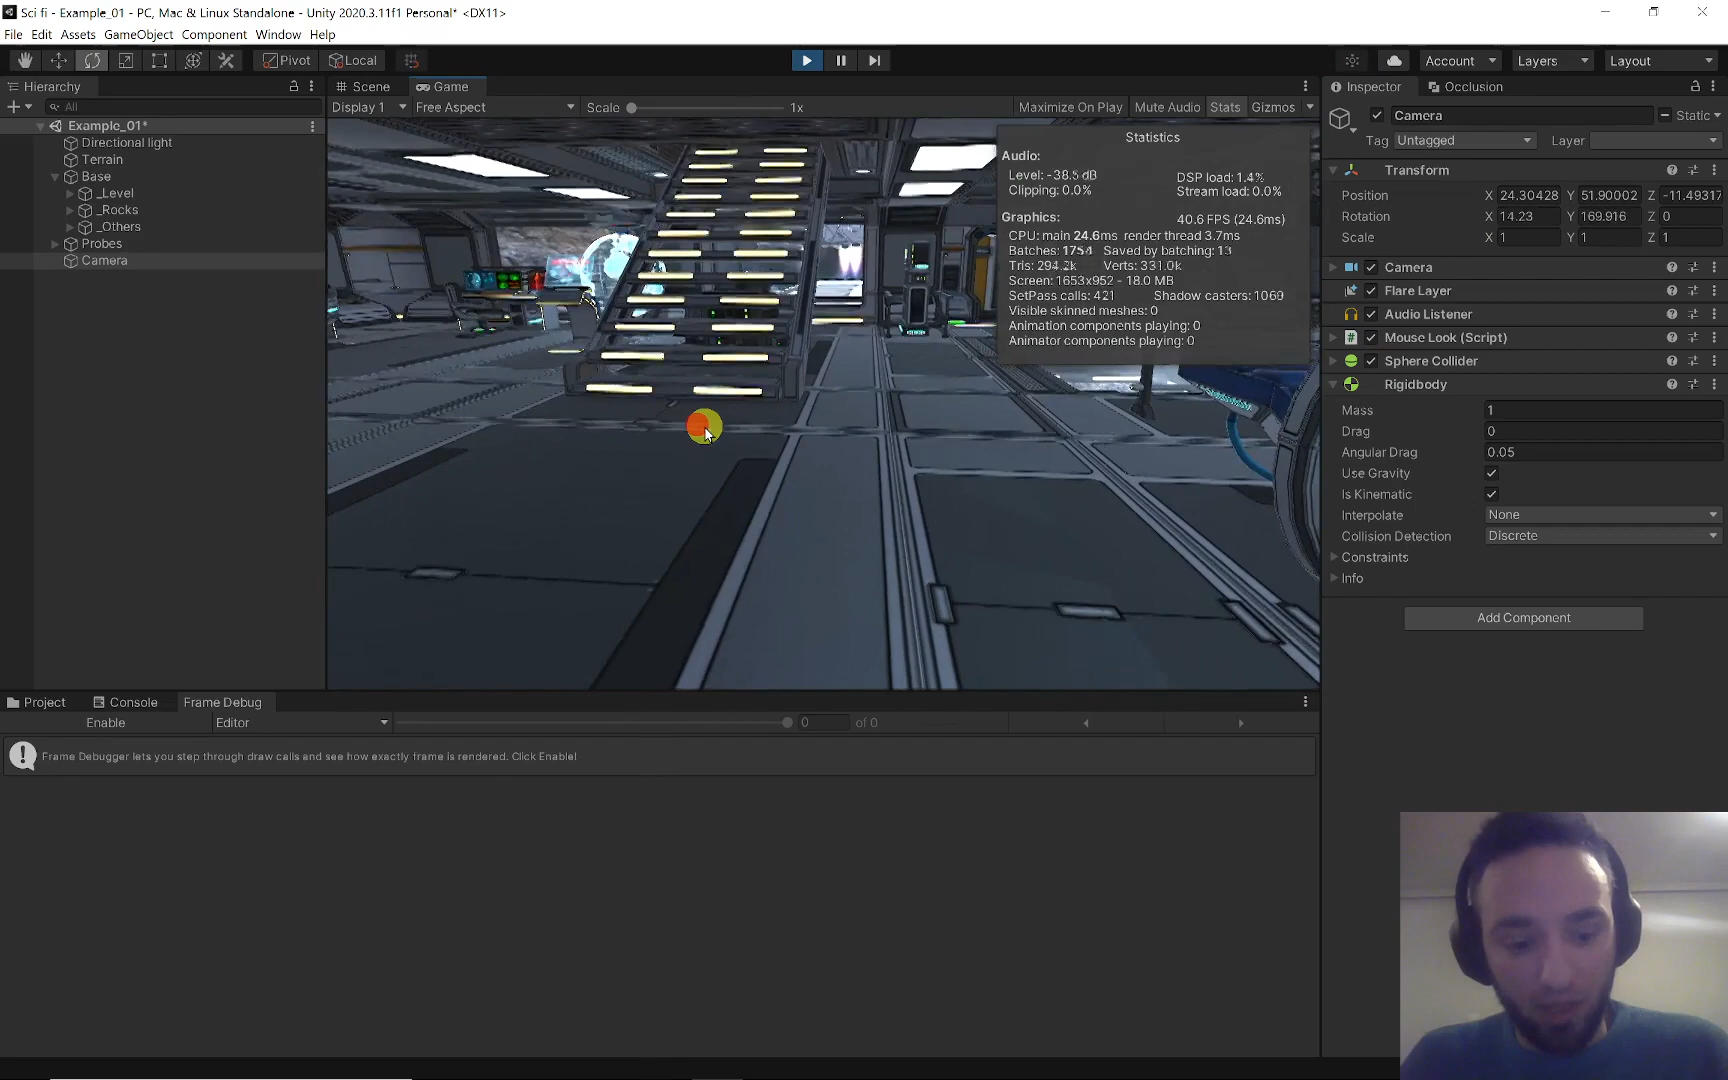 Sci fi - Example_01 - PC, Mac & Linux Standalone - Unity 2020.3.11f1 Personal* <DX11>
File Edit Assets GameObject Component Window Help
Pivot Local Account Layers Layout
Hierarchy
All
Example_01*
Directional light
Terrain
Base
_Level
_Rocks
_Others
Probes
Camera
Scene Game
Display 1 Free Aspect Scale 1x Maximize On Play Mute Audio Stats Gizmos
Statistics
Audio:
Level: -38.5 dB DSP load: 1.4%
Clipping: 0.0% Stream load: 0.0%
Graphics: 40.6 FPS (24.6ms)
CPU: main 24.6ms render thread 3.7ms
Batches: 1754 Saved by batching: 13
Tris: 294.2k Verts: 331.0k
Screen: 1653x952 - 18.0 MB
SetPass calls: 421 Shadow casters: 1069
Visible skinned meshes: 0
Animation components playing: 0
Animator components playing: 0
Inspector Occlusion
Camera Static
Tag Untagged Layer
Transform
Position X 24.30428 Y 51.90002 Z -11.49317
Rotation X 14.23 Y 169.916 Z 0
Scale X 1 Y 1 Z 1
Camera
Flare Layer
Audio Listener
Mouse Look (Script)
Sphere Collider
Rigidbody
Mass 1
Drag 0
Angular Drag 0.05
Use Gravity
Is Kinematic
Interpolate None
Collision Detection Discrete
Constraints
Info
Add Component
Project Console Frame Debug
Enable Editor 0 of 0
Frame Debugger lets you step through draw calls and see how exactly frame is rendered. Click Enable!